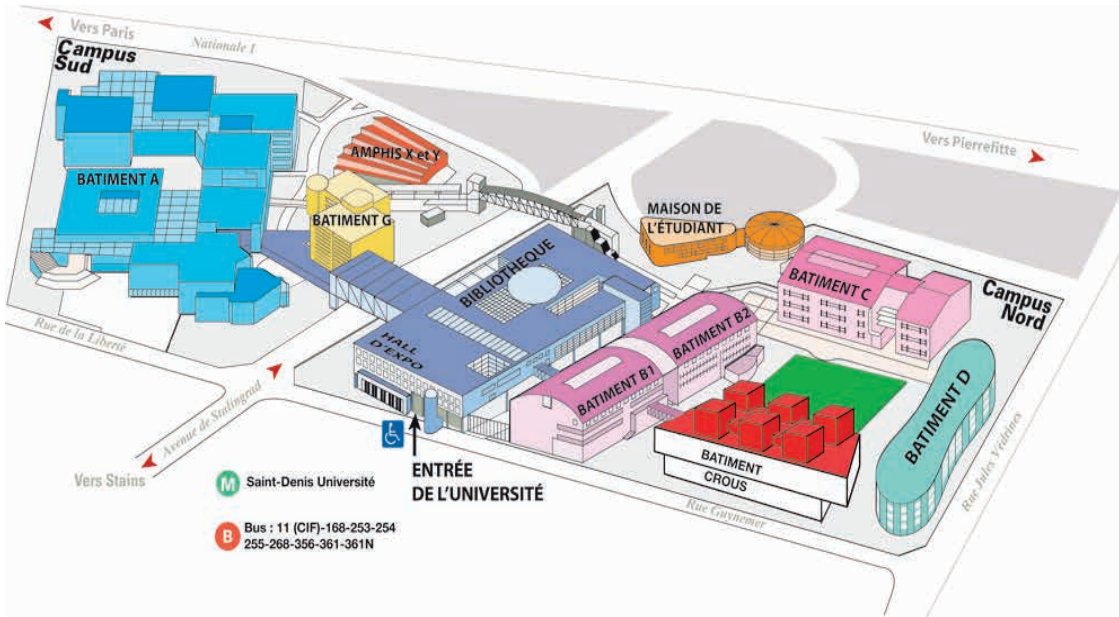 Vers Paris
Nationale 1
Campus
Sud
Vers Pierrefitte
AMPHIS X et Y
BATIMENT A
BATIMENT G
MAISON DE
L'ÉTUDIANT
BIBLIOTHEQUE
BATIMENT C
Campus
Nord
HALL
D'EXPO
BATIMENT B2
BATIMENT B1
BATIMENT D
Rue de la Liberté
Avenue de Stalingrad
Vers Stains
BATIMENT
CROUS
ENTRÉE
DE L'UNIVERSITÉ
Rue Guynemer
Rue Jules Védrines
M Saint-Denis Université
B Bus : 11 (CIF)-168-253-254
255-268-356-361-361N